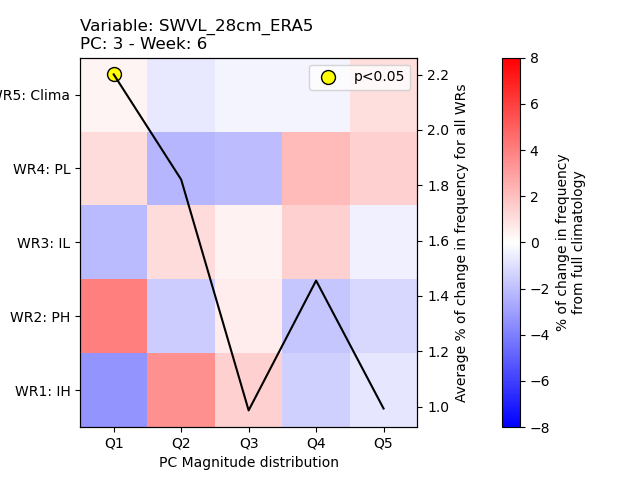 Variable: SWVL_28cm_ERA5
PC: 3 - Week: 6
p<0.05
WR5: Clima
WR4: PL
WR3: IL
WR2: PH
WR1: IH
Q1 Q2 Q3 Q4 Q5
PC Magnitude distribution
2.2
2.0
1.8
1.6
1.4
1.2
1.0
Average % of change in frequency for all WRs
8
6
4
2
0
−2
−4
−6
−8
% of change in frequency
from full climatology